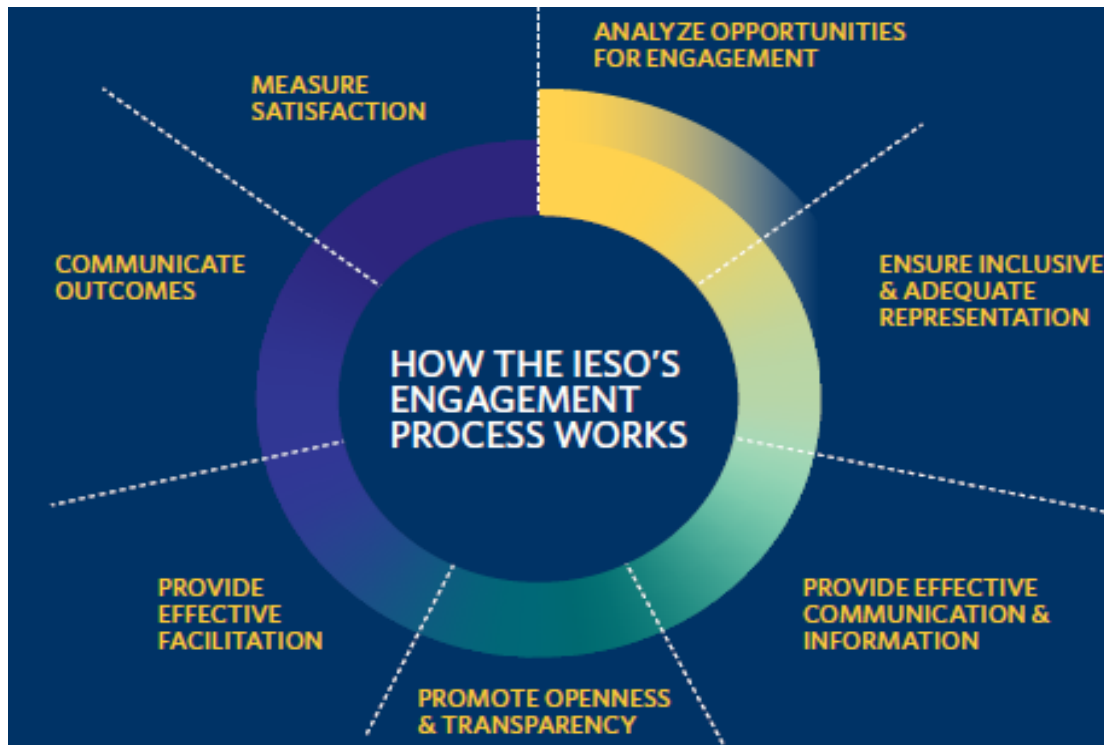 ANALYZE OPPORTUNITIES
FOR ENGAGEMENT
ENSURE INCLUSIVE
& ADEQUATE
REPRESENTATION
PROVIDE EFFECTIVE
COMMUNICATION &
INFORMATION
PROMOTE OPENNESS
& TRANSPARENCY
PROVIDE
EFFECTIVE
FACILITATION
COMMUNICATE
OUTCOMES
MEASURE
SATISFACTION
HOW THE IESO'S
ENGAGEMENT
PROCESS WORKS